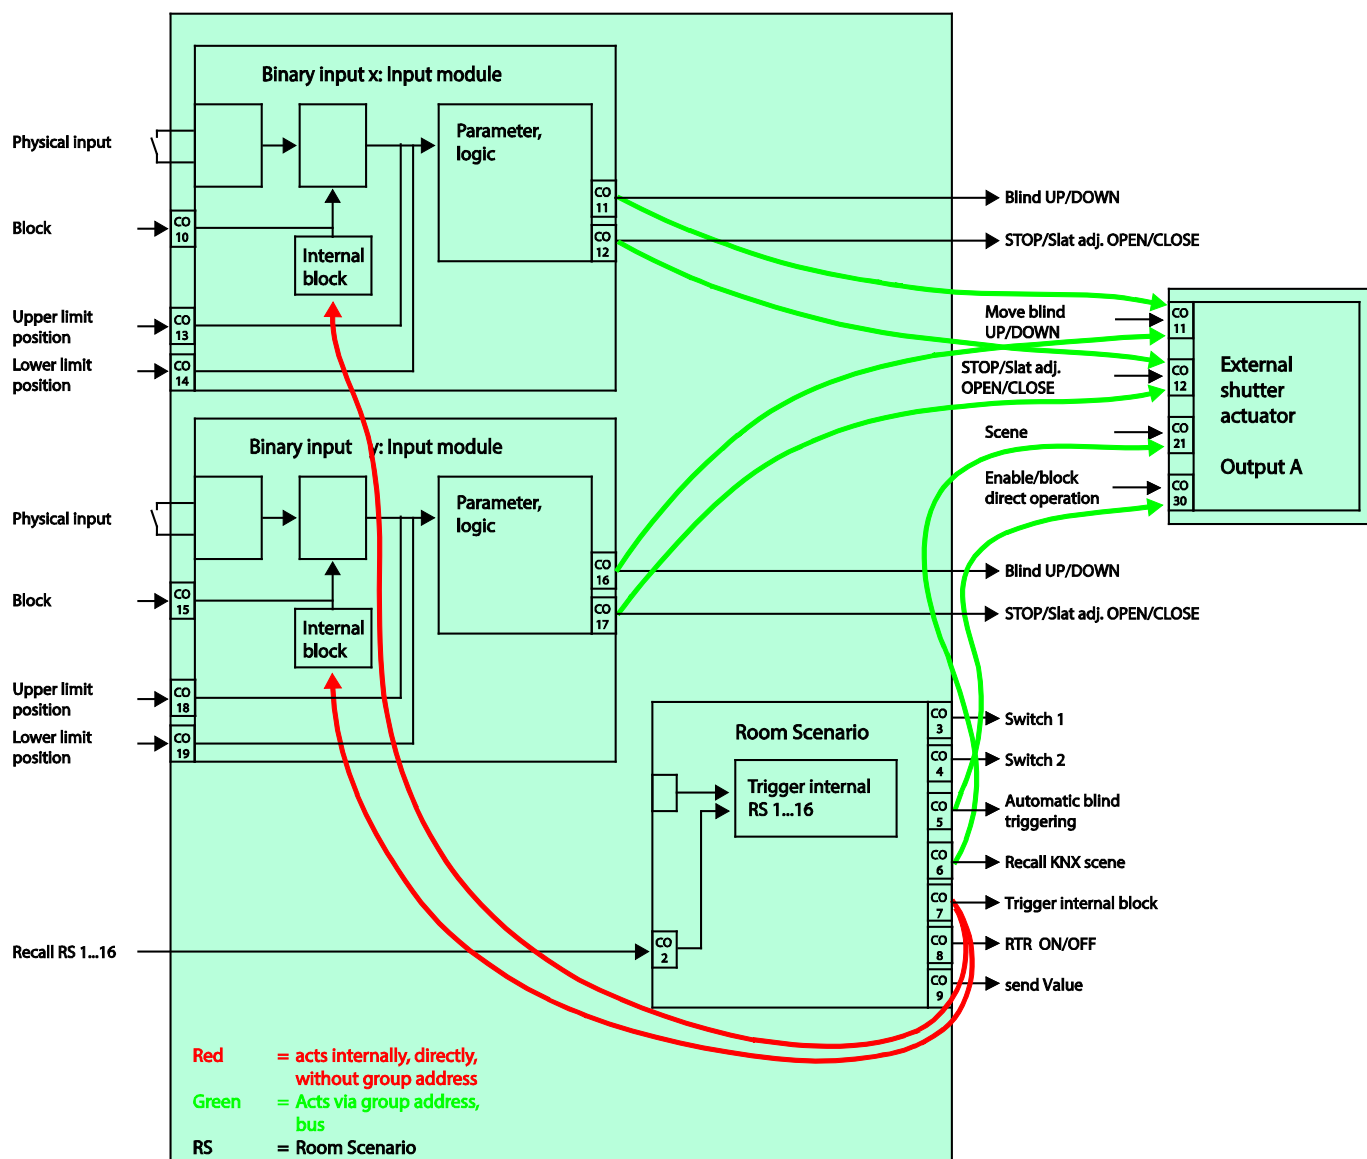 Binary input x: Input module
Physical input
Parameter,
logic
CO
11
Blind UP/DOWN
Block
CO
10
CO
12
STOP/Slat adj. OPEN/CLOSE
Internal
block
Upper limit
position
CO
13
Lower limit
position
CO
14
Move blind
UP/DOWN
CO
11
STOP/Slat adj.
OPEN/CLOSE
CO
12
Scene
CO
21
Enable/block
direct operation
CO
30
External
shutter
actuator
Output A
Binary input y: Input module
Physical input
Parameter,
logic
CO
16
Blind UP/DOWN
Block
CO
15
CO
17
STOP/Slat adj. OPEN/CLOSE
Internal
block
Upper limit
position
CO
18
Lower limit
position
CO
19
Room Scenario
Trigger internal
RS 1...16
CO
3
Switch 1
CO
4
Switch 2
CO
5
Automatic blind
triggering
CO
6
Recall KNX scene
CO
7
Trigger internal block
Recall RS 1...16
CO
2
CO
8
RTR ON/OFF
CO
9
send Value
Red = acts internally, directly,
without group address
Green = Acts via group address,
bus
RS = Room Scenario